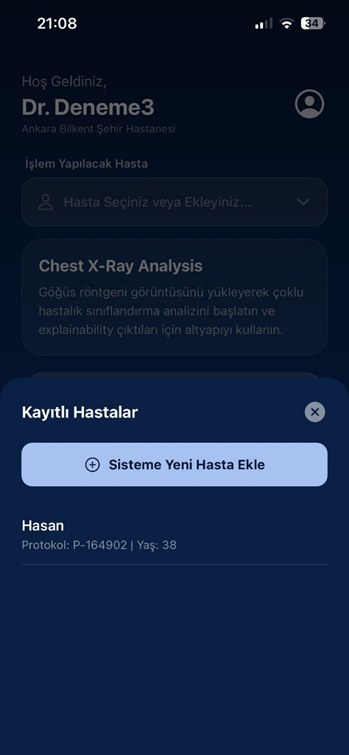 21:08
34
Hoş Geldiniz,
Dr. Deneme3
Ankara Bilkent Şehir Hastanesi
İşlem Yapılacak Hasta
Hasta Seçiniz veya Ekleyiniz...
Chest X-Ray Analysis
Göğüs röntgeni görüntüsünü yükleyerek çoklu
hastalık sınıflandırma analizini başlatın ve
explainability çıktıları için altyapıyı kullanın.
Kayıtlı Hastalar
Sisteme Yeni Hasta Ekle
Hasan
Protokol: P-164902 | Yaş: 38